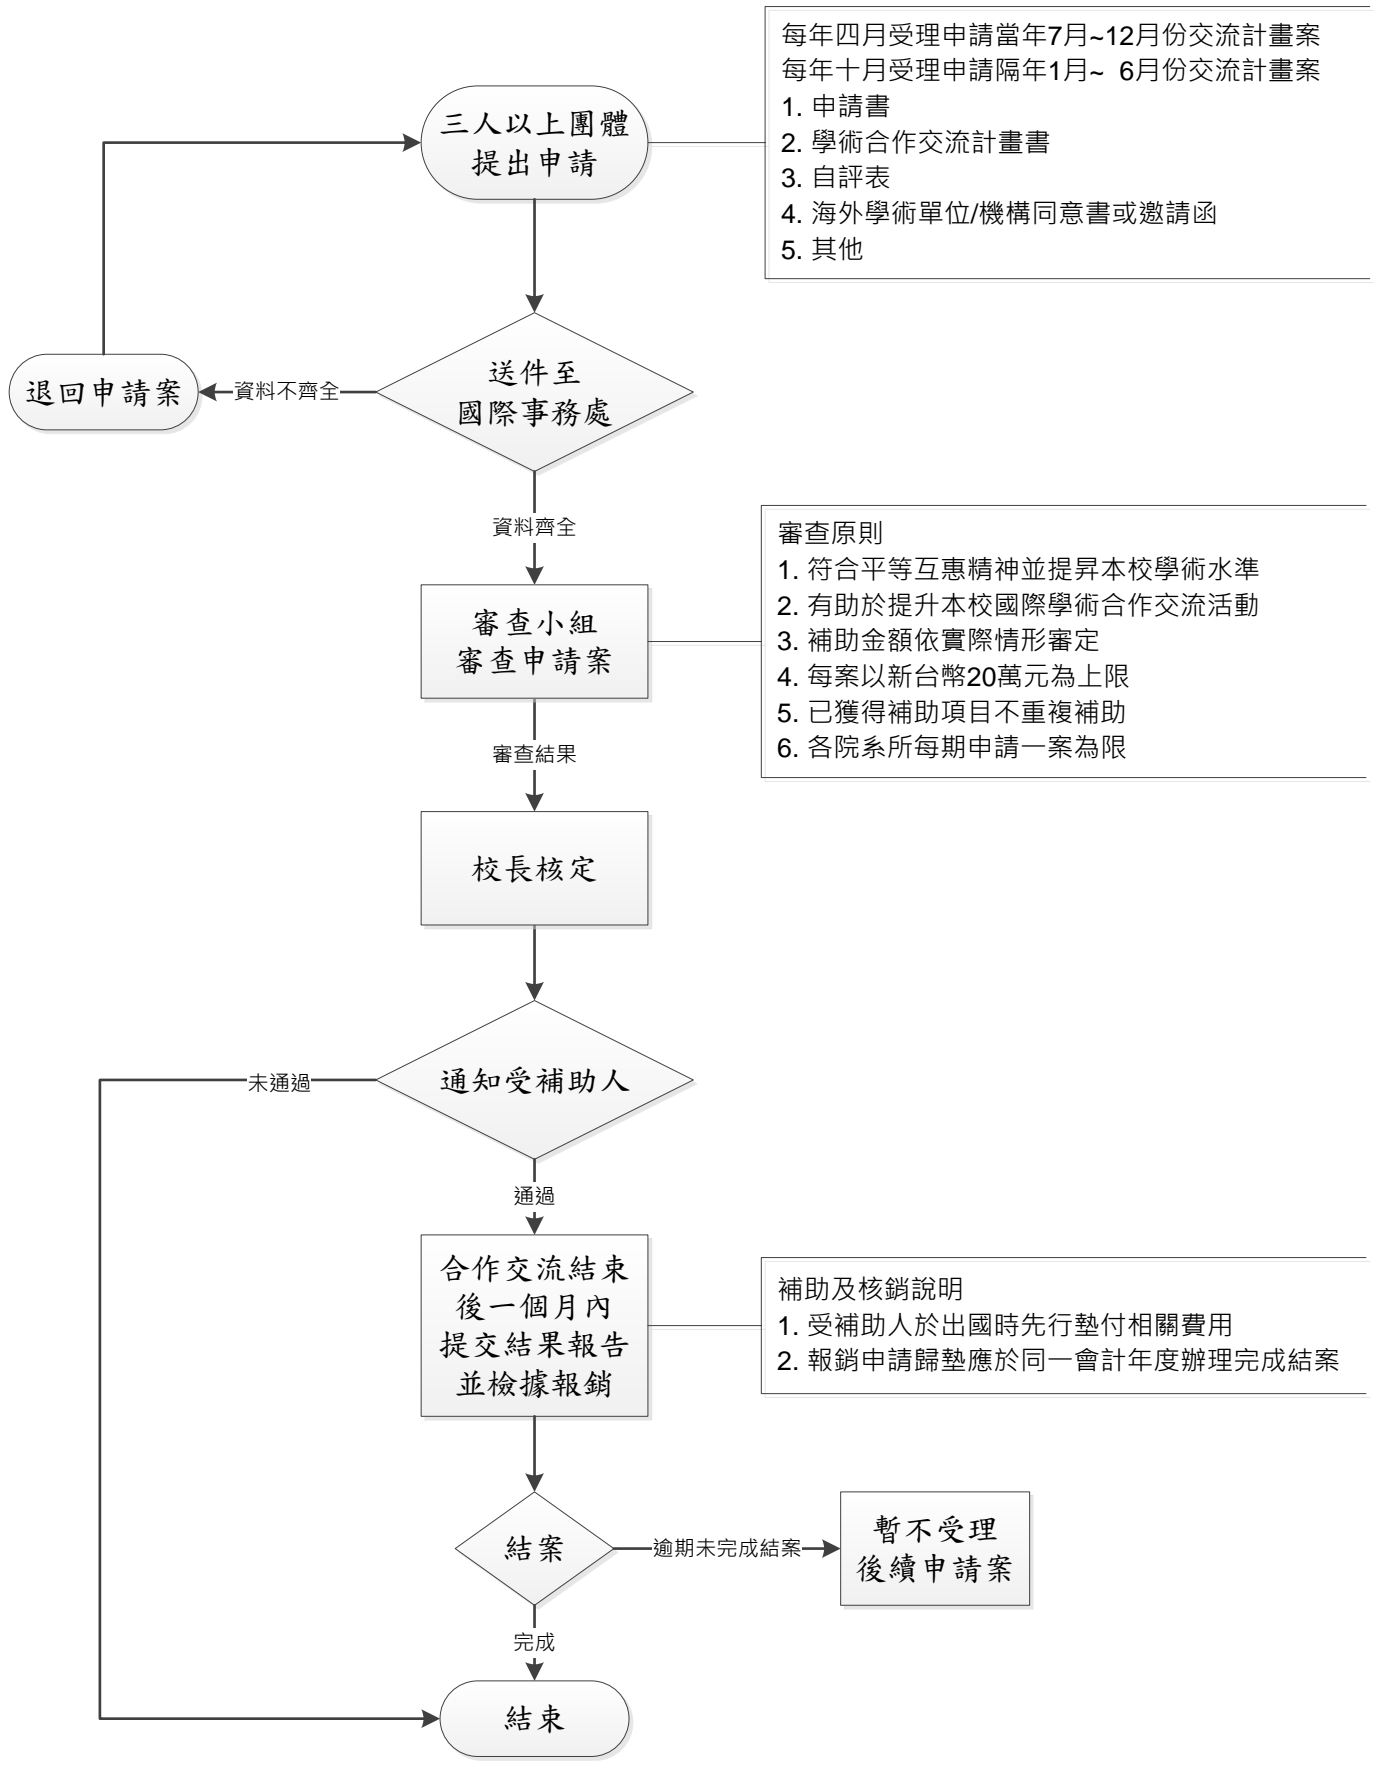 三人以上團體
提出申請
每年四月受理申請當年7月~12月份交流計畫案
每年十月受理申請隔年1月~ 6月份交流計畫案
1. 申請書
2. 學術合作交流計畫書
3. 自評表
4. 海外學術單位/機構同意書或邀請函
5. 其他
送件至
國際事務處
資料不齊全
退回申請案
資料齊全
審查小組
審查申請案
審查原則
1. 符合平等互惠精神並提昇本校學術水準
2. 有助於提升本校國際學術合作交流活動
3. 補助金額依實際情形審定
4. 每案以新台幣20萬元為上限
5. 已獲得補助項目不重複補助
6. 各院系所每期申請一案為限
審查結果
校長核定
通知受補助人
未通過
通過
合作交流結束
後一個月內
提交結果報告
並檢據報銷
補助及核銷說明
1. 受補助人於出國時先行墊付相關費用
2. 報銷申請歸墊應於同一會計年度辦理完成結案
結案
逾期未完成結案
暫不受理
後續申請案
完成
結束